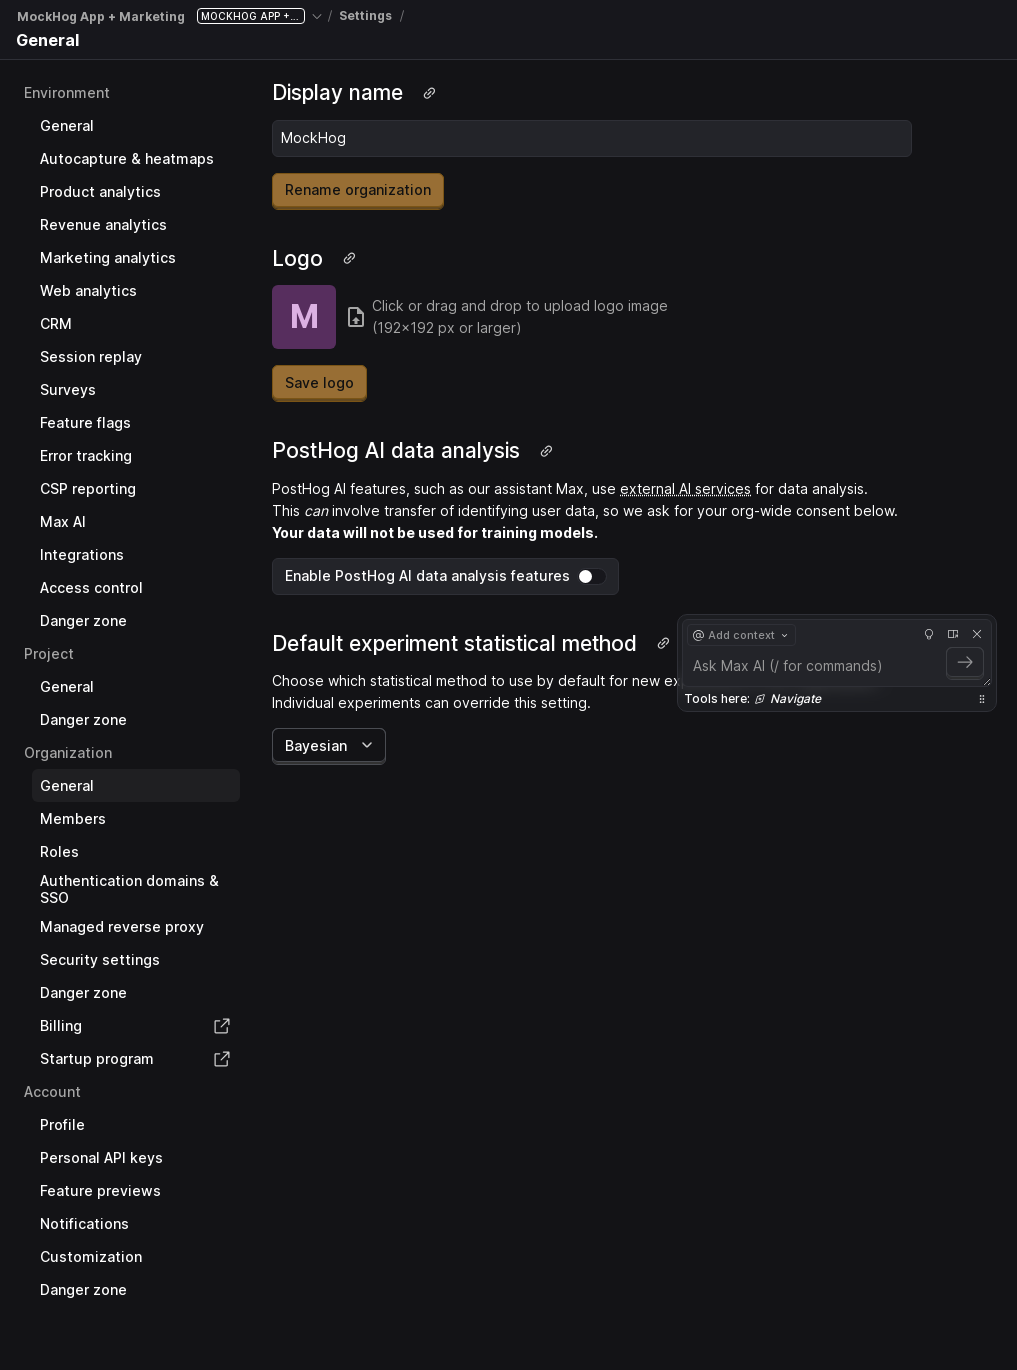 MockHog App + Marketing MOCKHOG APP +... / Settings /
General
Environment
General
Autocapture & heatmaps
Product analytics
Revenue analytics
Marketing analytics
Web analytics
CRM
Session replay
Surveys
Feature flags
Error tracking
CSP reporting
Max AI
Integrations
Access control
Danger zone
Project
General
Danger zone
Organization
General
Members
Roles
Authentication domains &
SSO
Managed reverse proxy
Security settings
Danger zone
Billing
Startup program
Account
Profile
Personal API keys
Feature previews
Notifications
Customization
Danger zone
Display name
MockHog
Rename organization
Logo
M
Click or drag and drop to upload logo image
(192×192 px or larger)
Save logo
PostHog AI data analysis
PostHog AI features, such as our assistant Max, use external AI services for data analysis.
This can involve transfer of identifying user data, so we ask for your org-wide consent below.
Your data will not be used for training models.
Enable PostHog AI data analysis features
Default experiment statistical method
Choose which statistical method to use by default for new
Individual experiments can override this setting.
Bayesian
@ Add context
Ask Max AI (/ for commands)
Tools here: Navigate